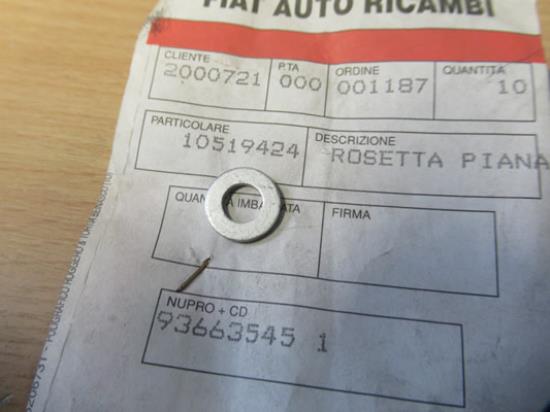 FIAT AUTO RICAMBI
CLIENTE P.TA ORDINE QUANTITA
2000721 000 001187 10
PARTICOLARE DESCRIZIONE
10519424 ROSETTA PIANA
FIRMA
NUPRO + CD
93663545 1